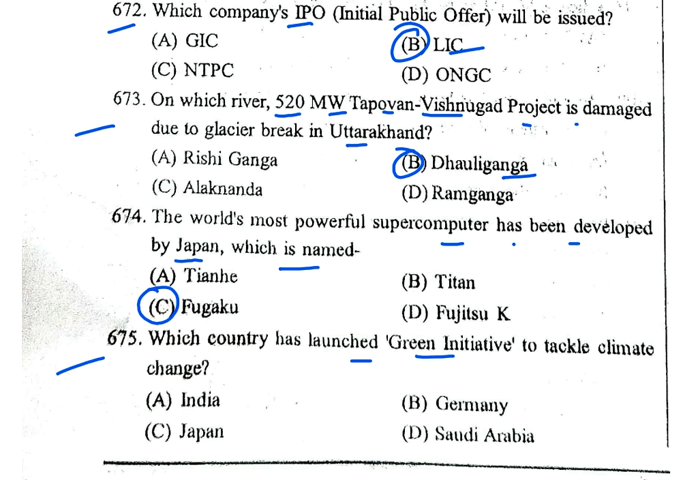 672. Which company's IPO (Initial Public Offer) will be issued?
(A) GIC (B) LIC
(C) NTPC (D) ONGC
673. On which river, 520 MW Tapovan-Vishnugad Project is damaged
due to glacier break in Uttarakhand?
(A) Rishi Ganga (B) Dhauliganga
(C) Alaknanda (D) Ramganga
674. The world's most powerful supercomputer has been developed
by Japan, which is named-
(A) Tianhe (B) Titan
(C) Fugaku (D) Fujitsu K
675. Which country has launched 'Green Initiative' to tackle climate
change?
(A) India (B) Germany
(C) Japan (D) Saudi Arabia